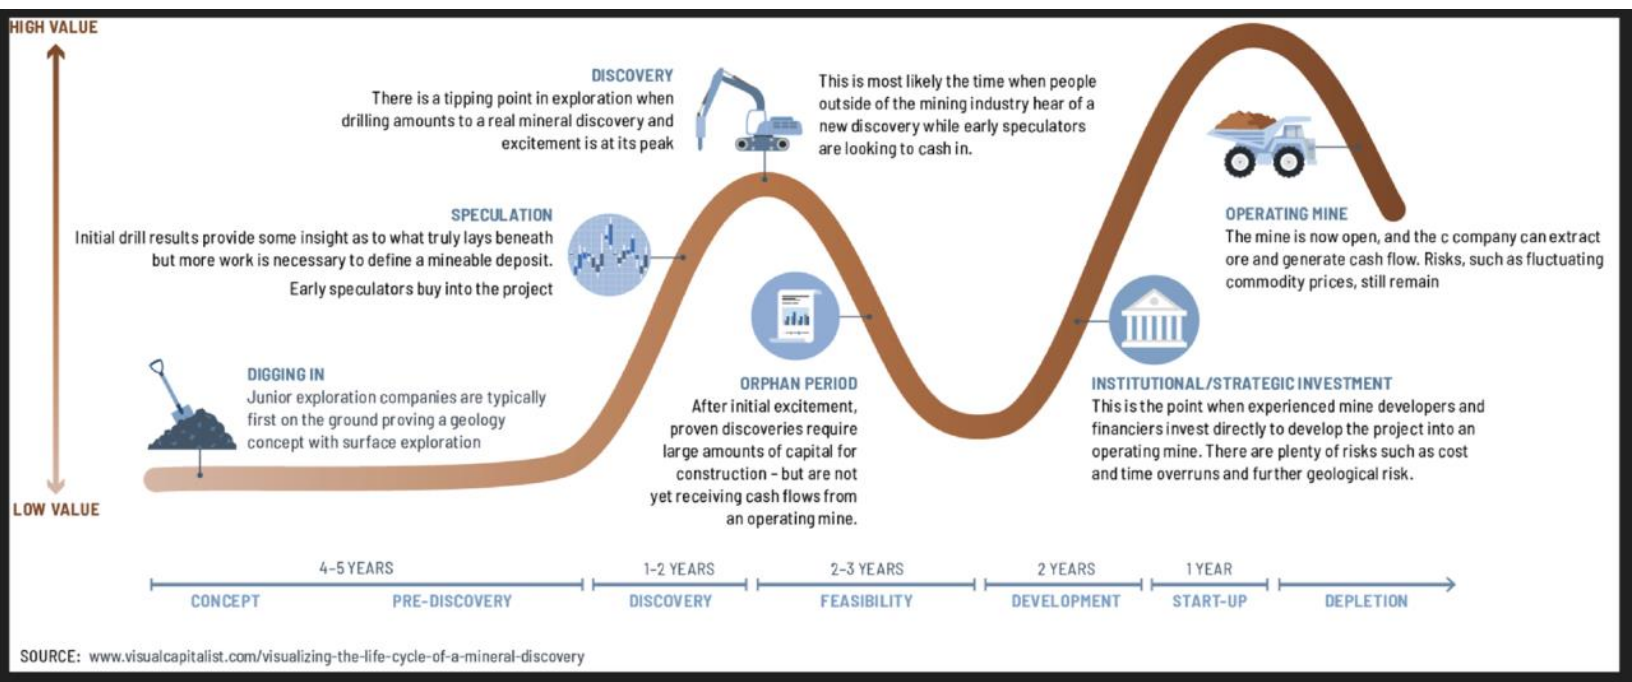 HIGH VALUE
DISCOVERY
There is a tipping point in exploration when
drilling amounts to a real mineral discovery and
excitement is at its peak
This is most likely the time when people
outside of the mining industry hear of a
new discovery while early speculators
are looking to cash in.
SPECULATION
Initial drill results provide some insight as to what truly lays beneath
but more work is necessary to define a mineable deposit.
Early speculators buy into the project
OPERATING MINE
The mine is now open, and the c company can extract
ore and generate cash flow. Risks, such as fluctuating
commodity prices, still remain
DIGGING IN
Junior exploration companies are typically
first on the ground proving a geology
concept with surface exploration
ORPHAN PERIOD
After initial excitement,
proven discoveries require
large amounts of capital for
construction – but are not
yet receiving cash flows from
an operating mine.
INSTITUTIONAL/STRATEGIC INVESTMENT
This is the point when experienced mine developers and
financiers invest directly to develop the project into an
operating mine. There are plenty of risks such as cost
and time overruns and further geological risk.
LOW VALUE
4-5 YEARS
1-2 YEARS
2-3 YEARS
2 YEARS
1 YEAR
CONCEPT
PRE-DISCOVERY
DISCOVERY
FEASIBILITY
DEVELOPMENT
START-UP
DEPLETION
SOURCE: www.visualcapitalist.com/visualizing-the-life-cycle-of-a-mineral-discovery